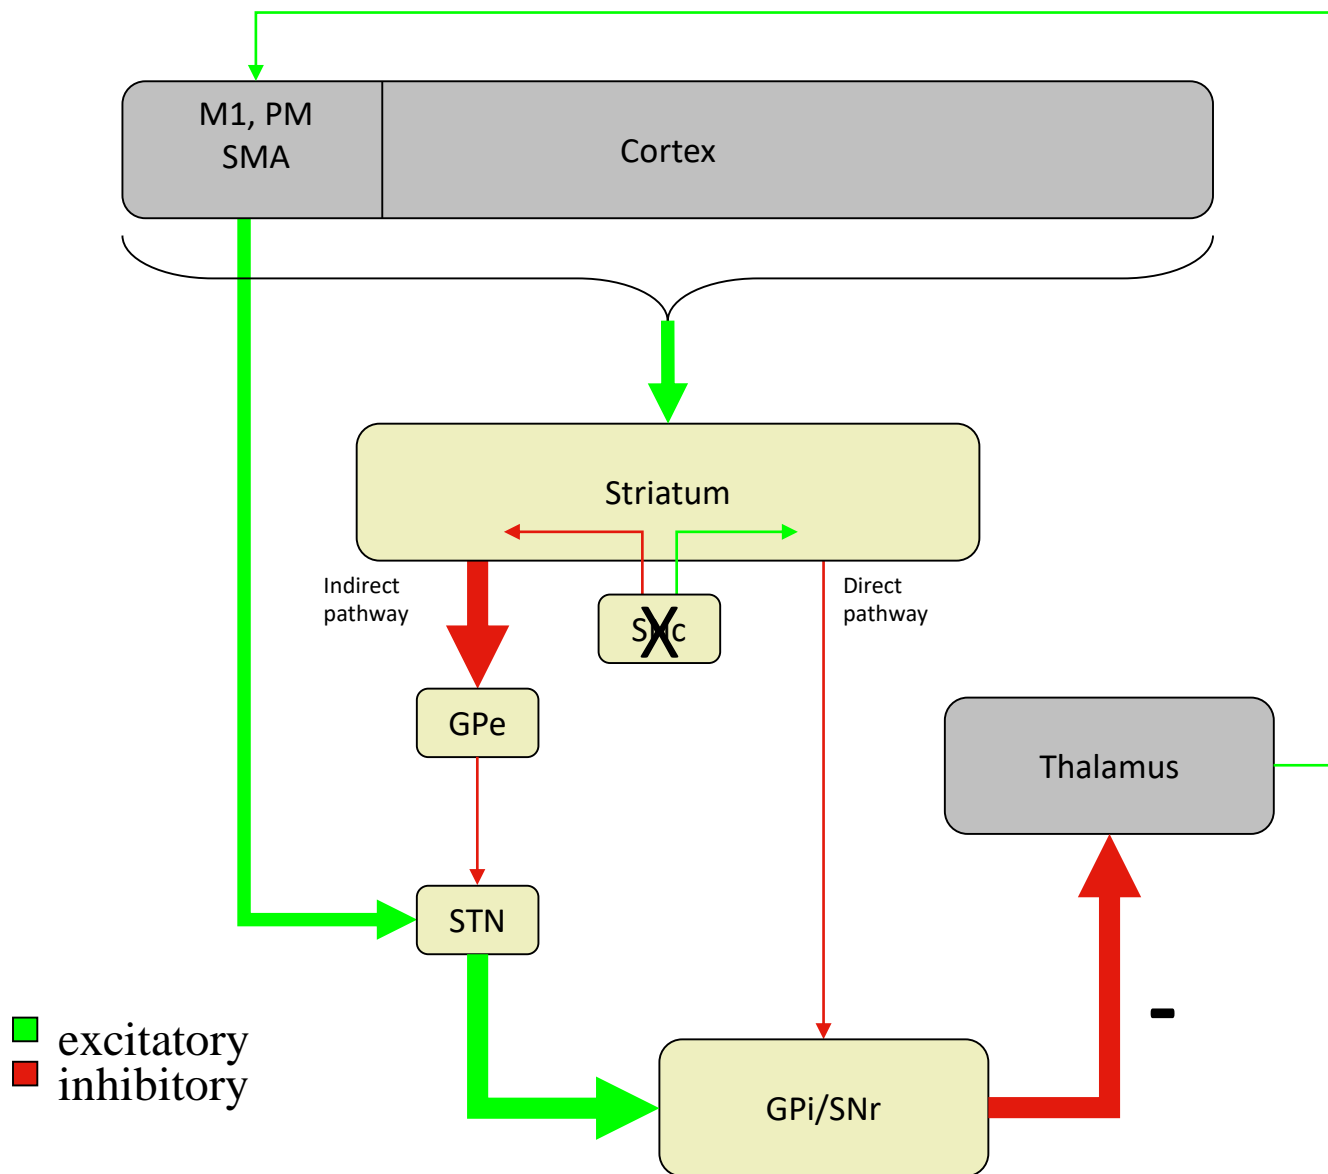 M1, PM
SMA
Cortex
Striatum
Indirect
pathway
Direct
pathway
GPe
Thalamus
STN
-
excitatory
inhibitory
GPi/SNr